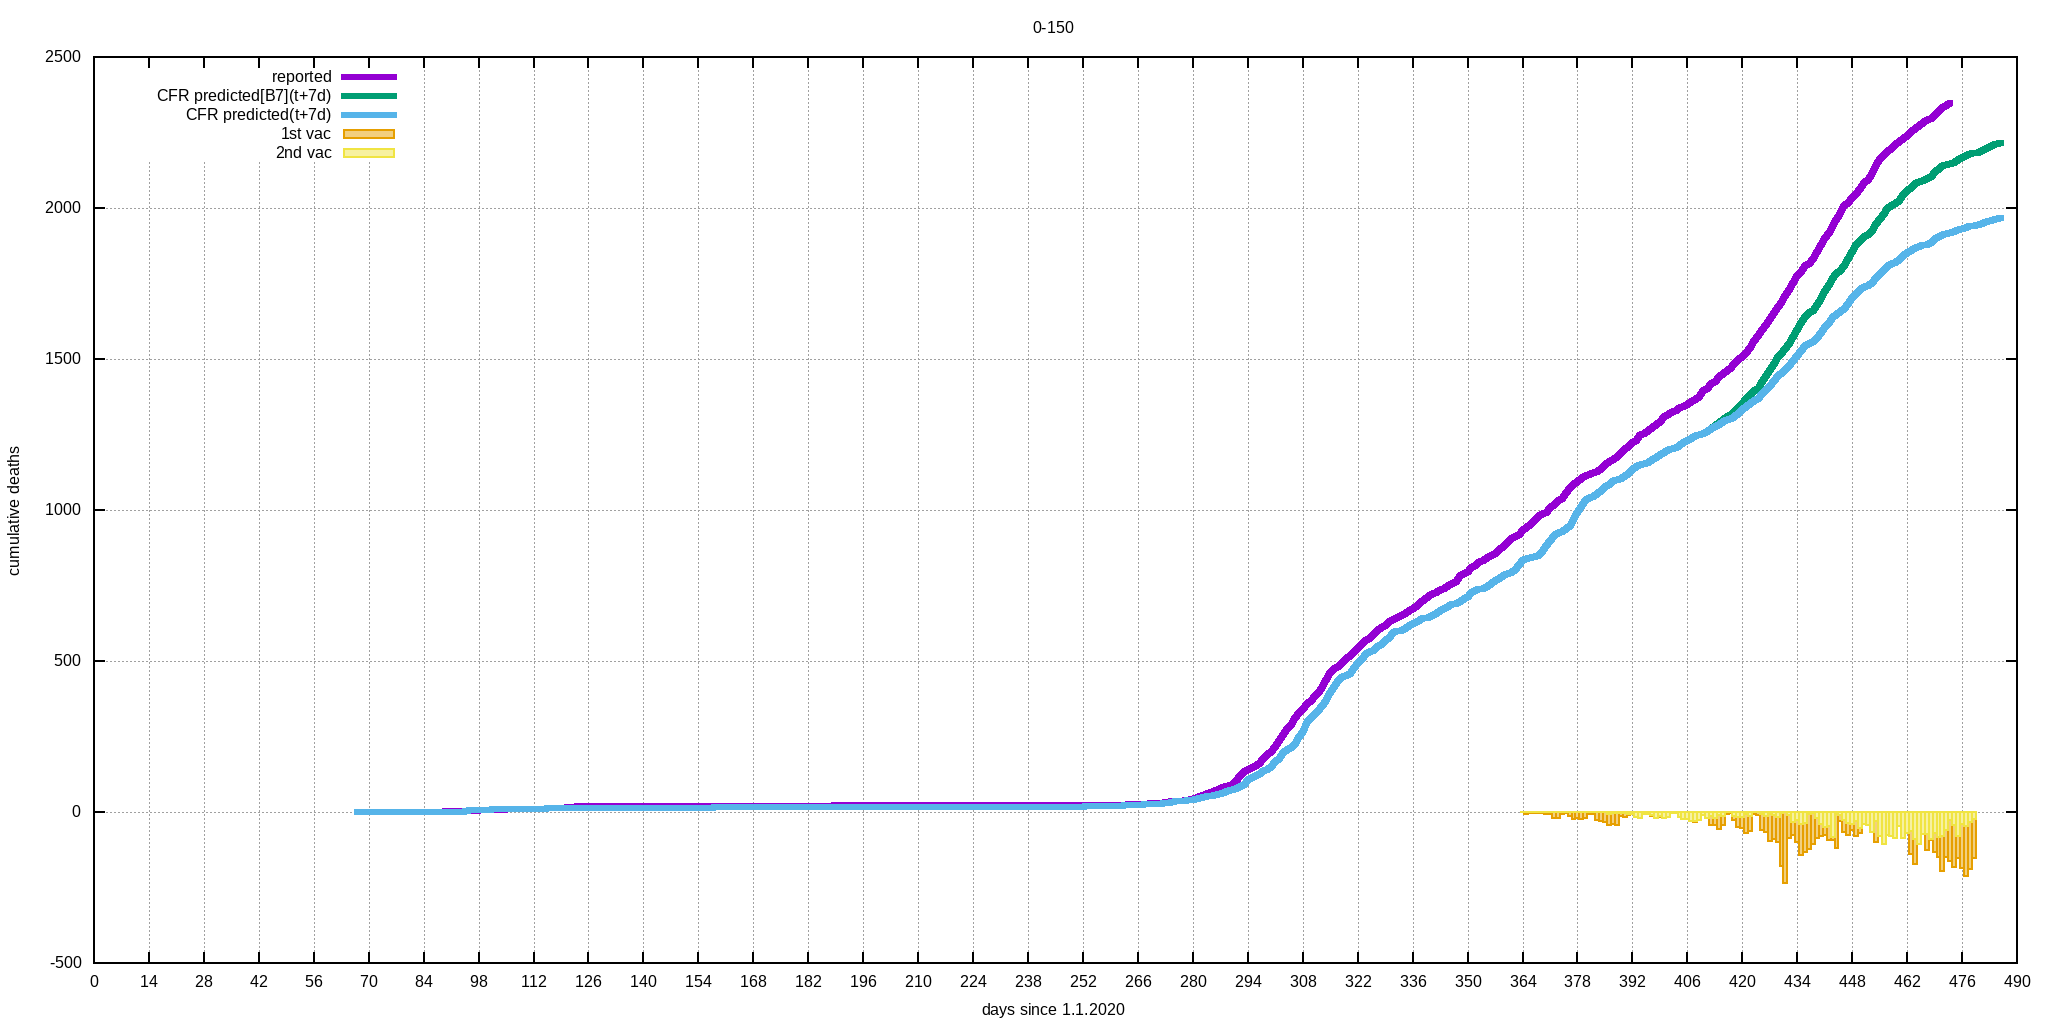 0-150
2500
2000
1500
1000
500
0
-500
cumulative deaths
reported
CFR predicted[B7](t+7d)
CFR predicted(t+7d)
1st vac
2nd vac
0 14 28 42 56 70 84 98 112 126 140 154 168 182 196 210 224 238 252 266 280 294 308 322 336 350 364 378 392 406 420 434 448 462 476 490
days since 1.1.2020